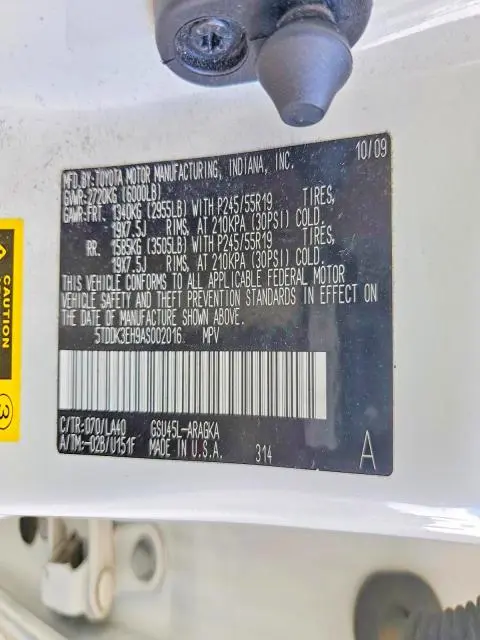 MFD.BY:TOYOTA MOTOR MANUFACTURING, INDIANA, INC. 10/09
GVWR-2720KG (6000LB)
GAWR-FRT. 1340KG (2955LB) WITH P245/55R19 TIRES,
19X7.5J RIMS, AT 210KPA (30PSI) COLD.
RR. 1585KG (3505LB) WITH P245/55R19 TIRES,
19X7.5J RIMS, AT 210KPA (30PSI) COLD.
THIS VEHICLE CONFORMS TO ALL APPLICABLE FEDERAL MOTOR
VEHICLE SAFETY AND THEFT PREVENTION STANDARDS IN EFFECT ON
THE DATE OF MANUFACTURE SHOWN ABOVE.
5TDDK3EH9AS002016 MPV
C/TR:070/LA40 GSU45L-ARAGKA
A/TM:-02B/U151F MADE IN U.S.A. 314 A
CAUTION
3